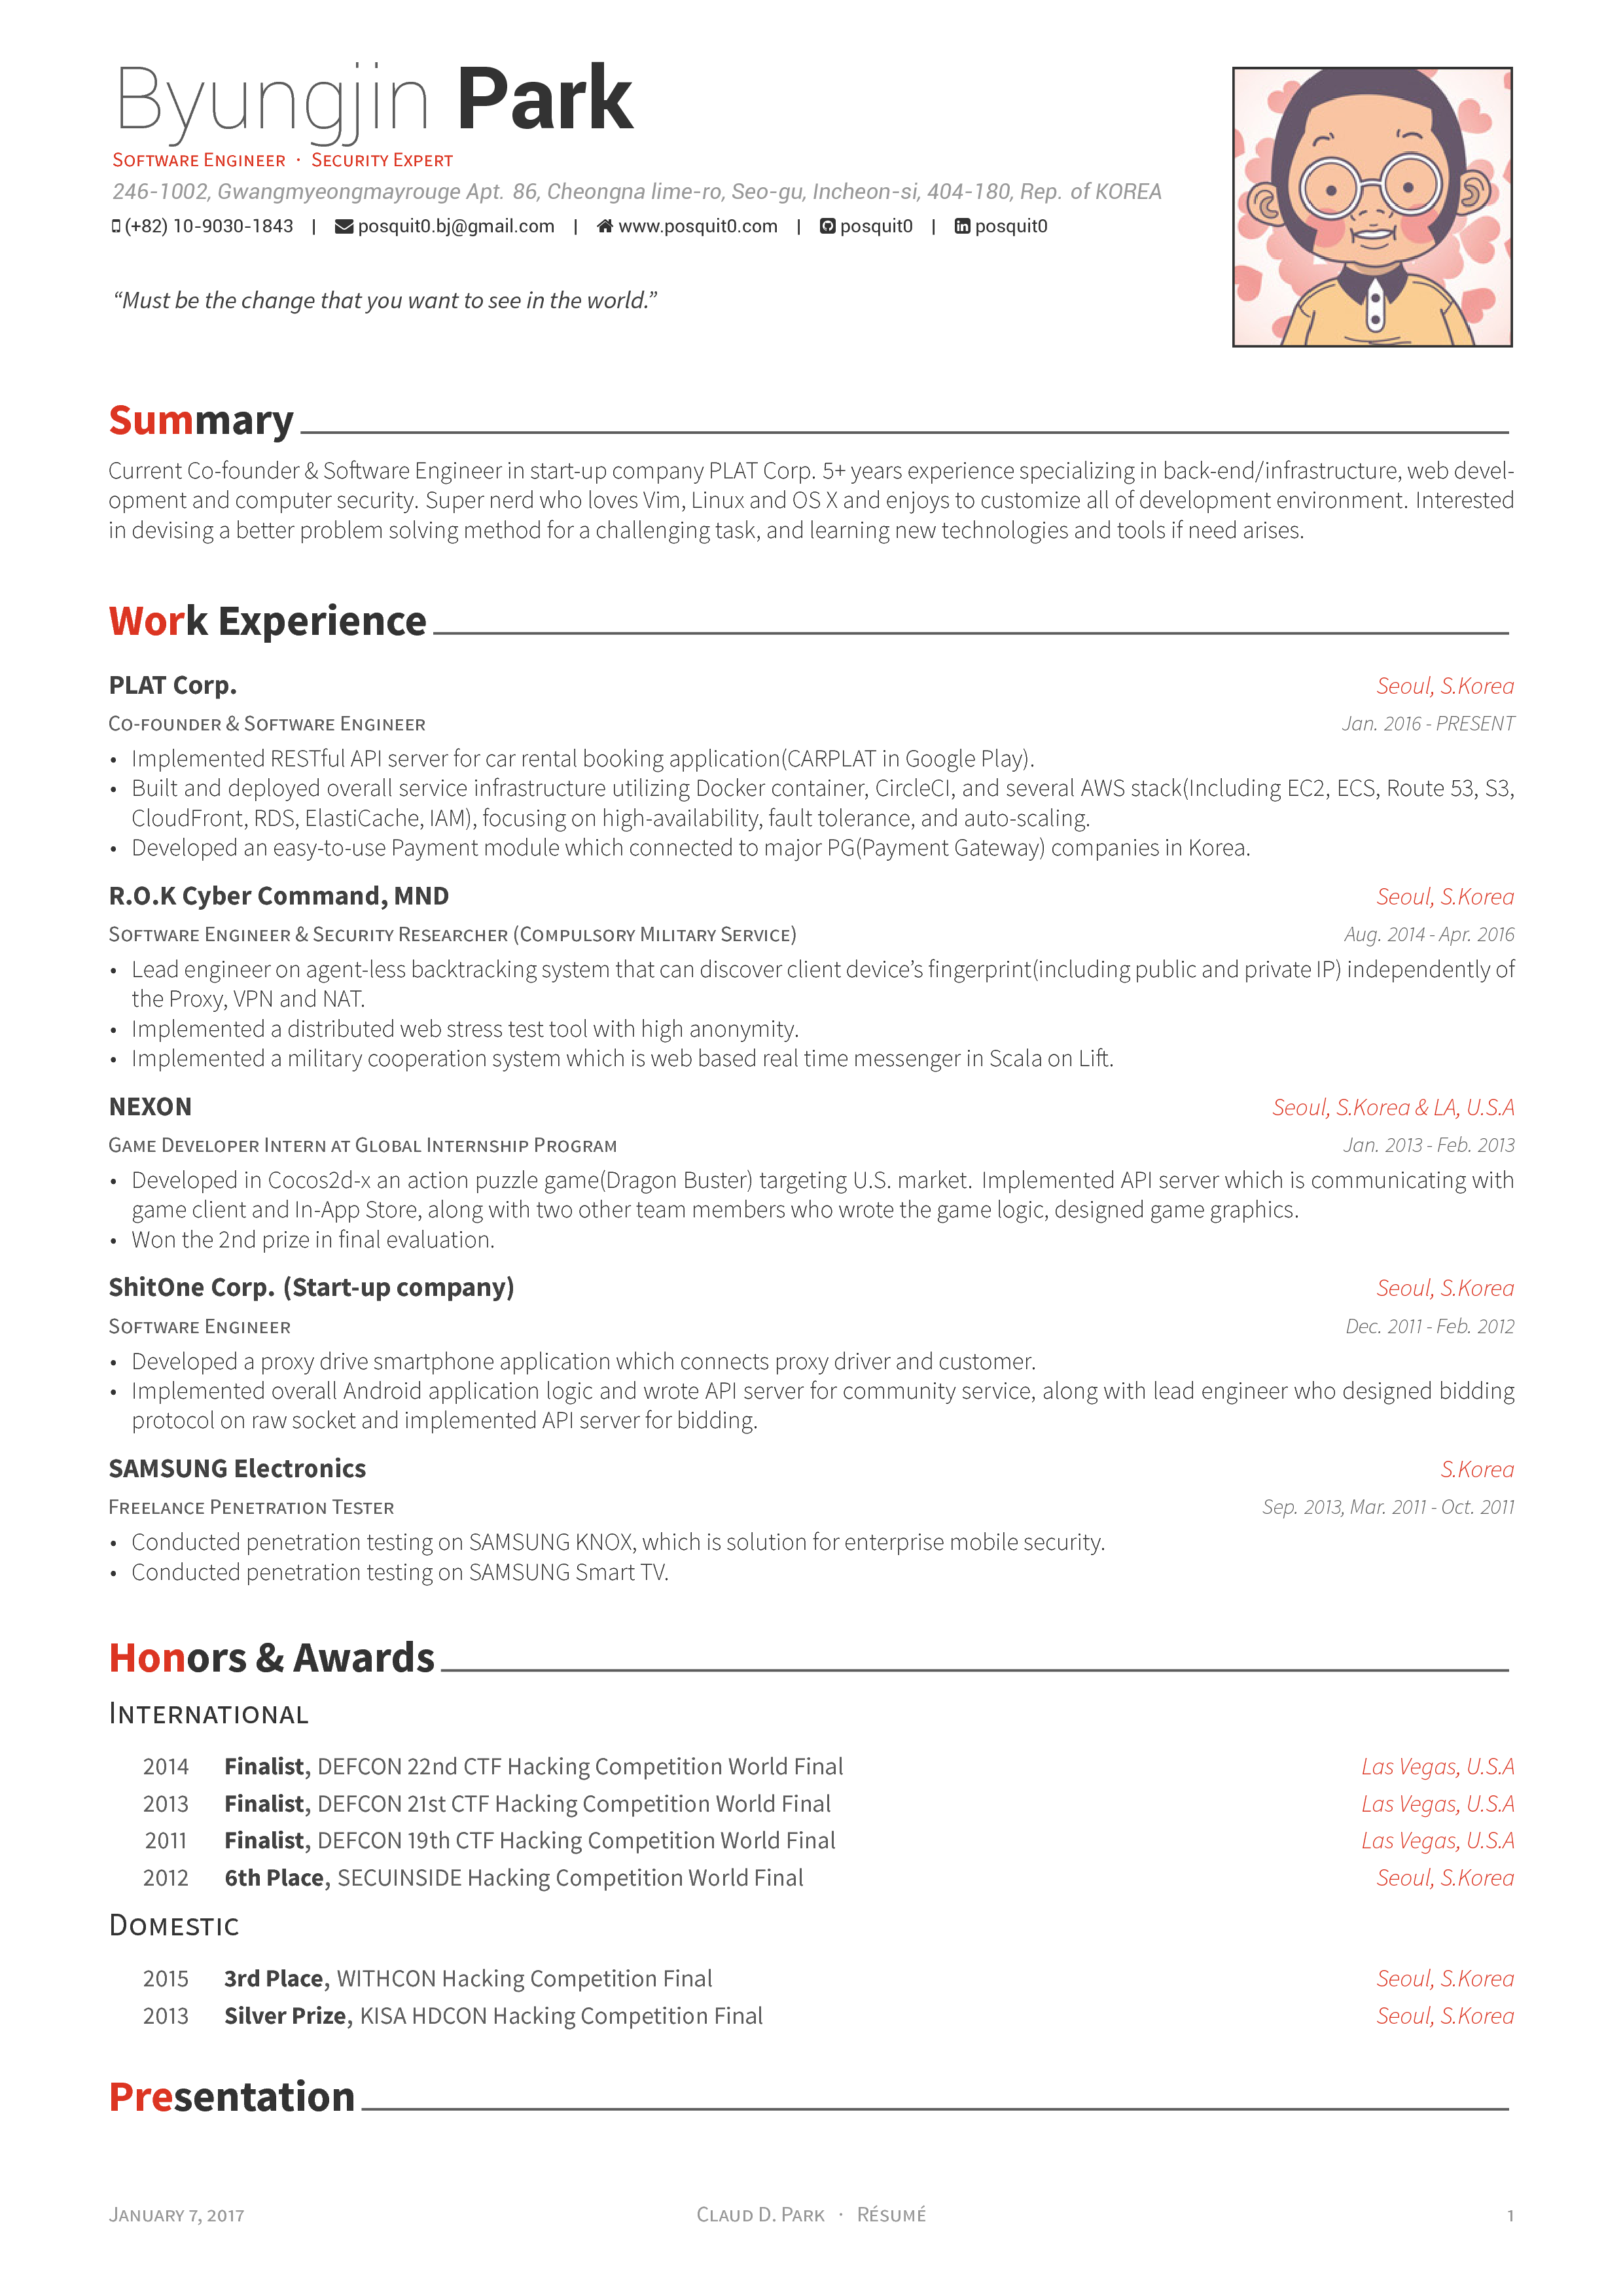 Byungjin Park
Software Engineer · Security Expert
246-1002, Gwangmyeongmayrouge Apt. 86, Cheongna lime-ro, Seo-gu, Incheon-si, 404-180, Rep. of KOREA
(+82) 10-9030-1843 | posquit0.bj@gmail.com | www.posquit0.com | posquit0 | posquit0
“Must be the change that you want to see in the world.”
Summary
Current Co-founder & Software Engineer in start-up company PLAT Corp. 5+ years experience specializing in back-end/infrastructure, web devel-
opment and computer security. Super nerd who loves Vim, Linux and OS X and enjoys to customize all of development environment. Interested
in devising a better problem solving method for a challenging task, and learning new technologies and tools if need arises.
Work Experience
PLAT Corp. Seoul, S.Korea
Co-founder & Software Engineer Jan. 2016 - PRESENT
• Implemented RESTful API server for car rental booking application(CARPLAT in Google Play).
• Built and deployed overall service infrastructure utilizing Docker container, CircleCI, and several AWS stack(Including EC2, ECS, Route 53, S3,
CloudFront, RDS, ElastiCache, IAM), focusing on high-availability, fault tolerance, and auto-scaling.
• Developed an easy-to-use Payment module which connected to major PG(Payment Gateway) companies in Korea.
R.O.K Cyber Command, MND Seoul, S.Korea
Software Engineer & Security Researcher (Compulsory Military Service) Aug. 2014 - Apr. 2016
• Lead engineer on agent-less backtracking system that can discover client device’s fingerprint(including public and private IP) independently of
the Proxy, VPN and NAT.
• Implemented a distributed web stress test tool with high anonymity.
• Implemented a military cooperation system which is web based real time messenger in Scala on Lift.
NEXON Seoul, S.Korea & LA, U.S.A
Game Developer Intern at Global Internship Program Jan. 2013 - Feb. 2013
• Developed in Cocos2d-x an action puzzle game(Dragon Buster) targeting U.S. market. Implemented API server which is communicating with
game client and In-App Store, along with two other team members who wrote the game logic, designed game graphics.
• Won the 2nd prize in final evaluation.
ShitOne Corp. (Start-up company) Seoul, S.Korea
Software Engineer Dec. 2011 - Feb. 2012
• Developed a proxy drive smartphone application which connects proxy driver and customer.
• Implemented overall Android application logic and wrote API server for community service, along with lead engineer who designed bidding
protocol on raw socket and implemented API server for bidding.
SAMSUNG Electronics S.Korea
Freelance Penetration Tester Sep. 2013, Mar. 2011 - Oct. 2011
• Conducted penetration testing on SAMSUNG KNOX, which is solution for enterprise mobile security.
• Conducted penetration testing on SAMSUNG Smart TV.
Honors & Awards
International
2014 Finalist, DEFCON 22nd CTF Hacking Competition World Final Las Vegas, U.S.A
2013 Finalist, DEFCON 21st CTF Hacking Competition World Final Las Vegas, U.S.A
2011 Finalist, DEFCON 19th CTF Hacking Competition World Final Las Vegas, U.S.A
2012 6th Place, SECUINSIDE Hacking Competition World Final Seoul, S.Korea
Domestic
2015 3rd Place, WITHCON Hacking Competition Final Seoul, S.Korea
2013 Silver Prize, KISA HDCON Hacking Competition Final Seoul, S.Korea
Presentation
January 7, 2017 Claud D. Park · Résumé 1